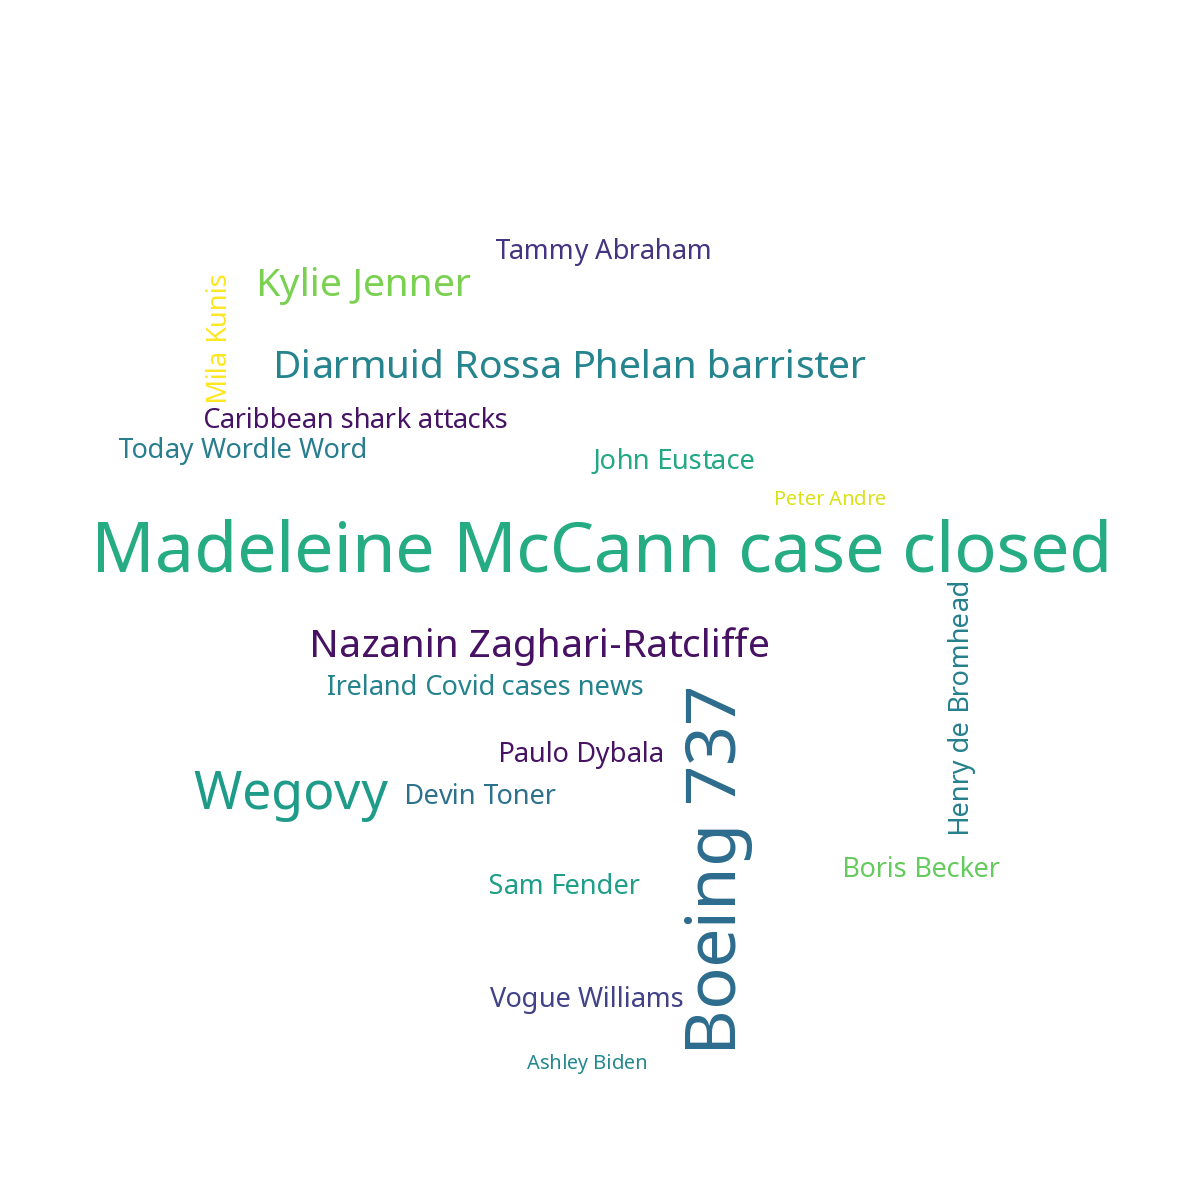 Tammy Abraham
Kylie Jenner
Mila Kunis
Diarmuid Rossa Phelan barrister
Caribbean shark attacks
Today Wordle Word
John Eustace
Peter Andre
Madeleine McCann case closed
Henry de Bromhead
Nazanin Zaghari-Ratcliffe
Ireland Covid cases news
Boeing 737
Paulo Dybala
Wegovy
Devin Toner
Boris Becker
Sam Fender
Vogue Williams
Ashley Biden